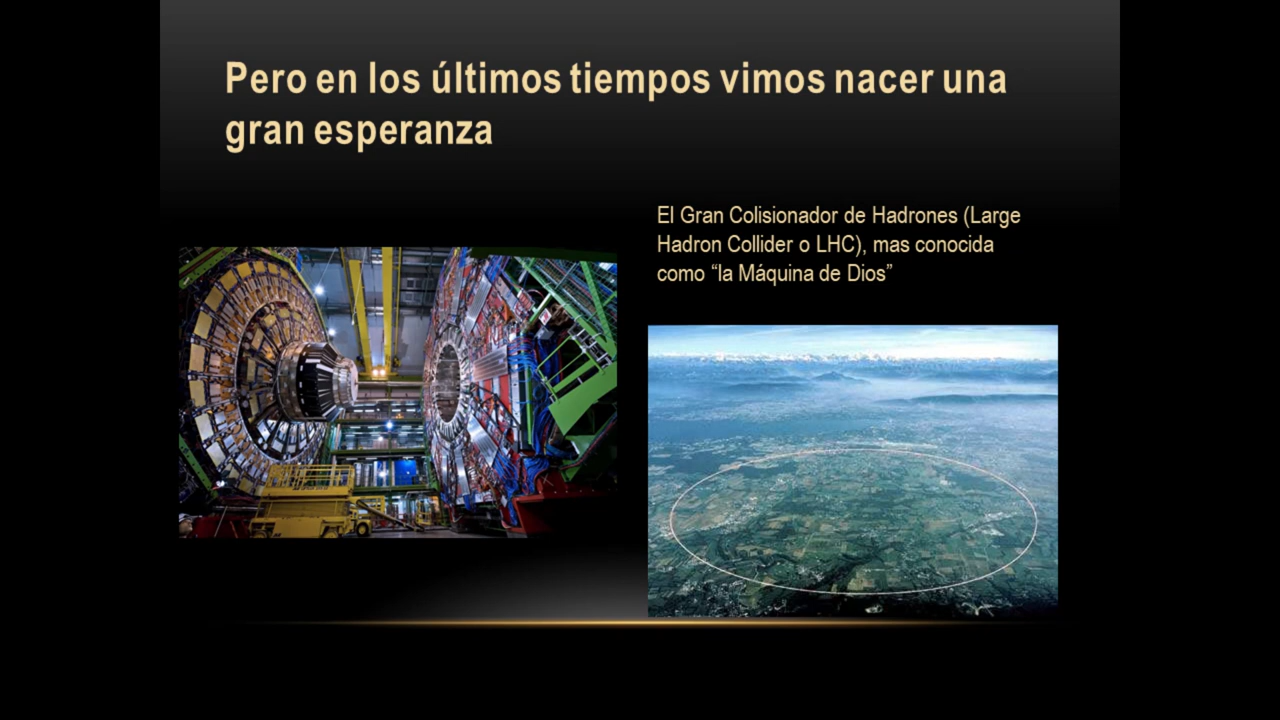 Pero en los últimos tiempos vimos nacer una
gran esperanza
El Gran Colisionador de Hadrones (Large
Hadron Collider o LHC), mas conocida
como “la Máquina de Dios”